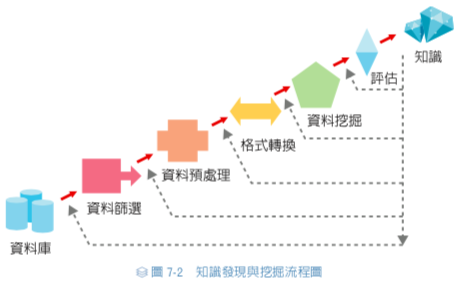 知識
評估
資料挖掘
格式轉換
資料預處理
資料篩選
資料庫
圖 7-2 知識發現與挖掘流程圖